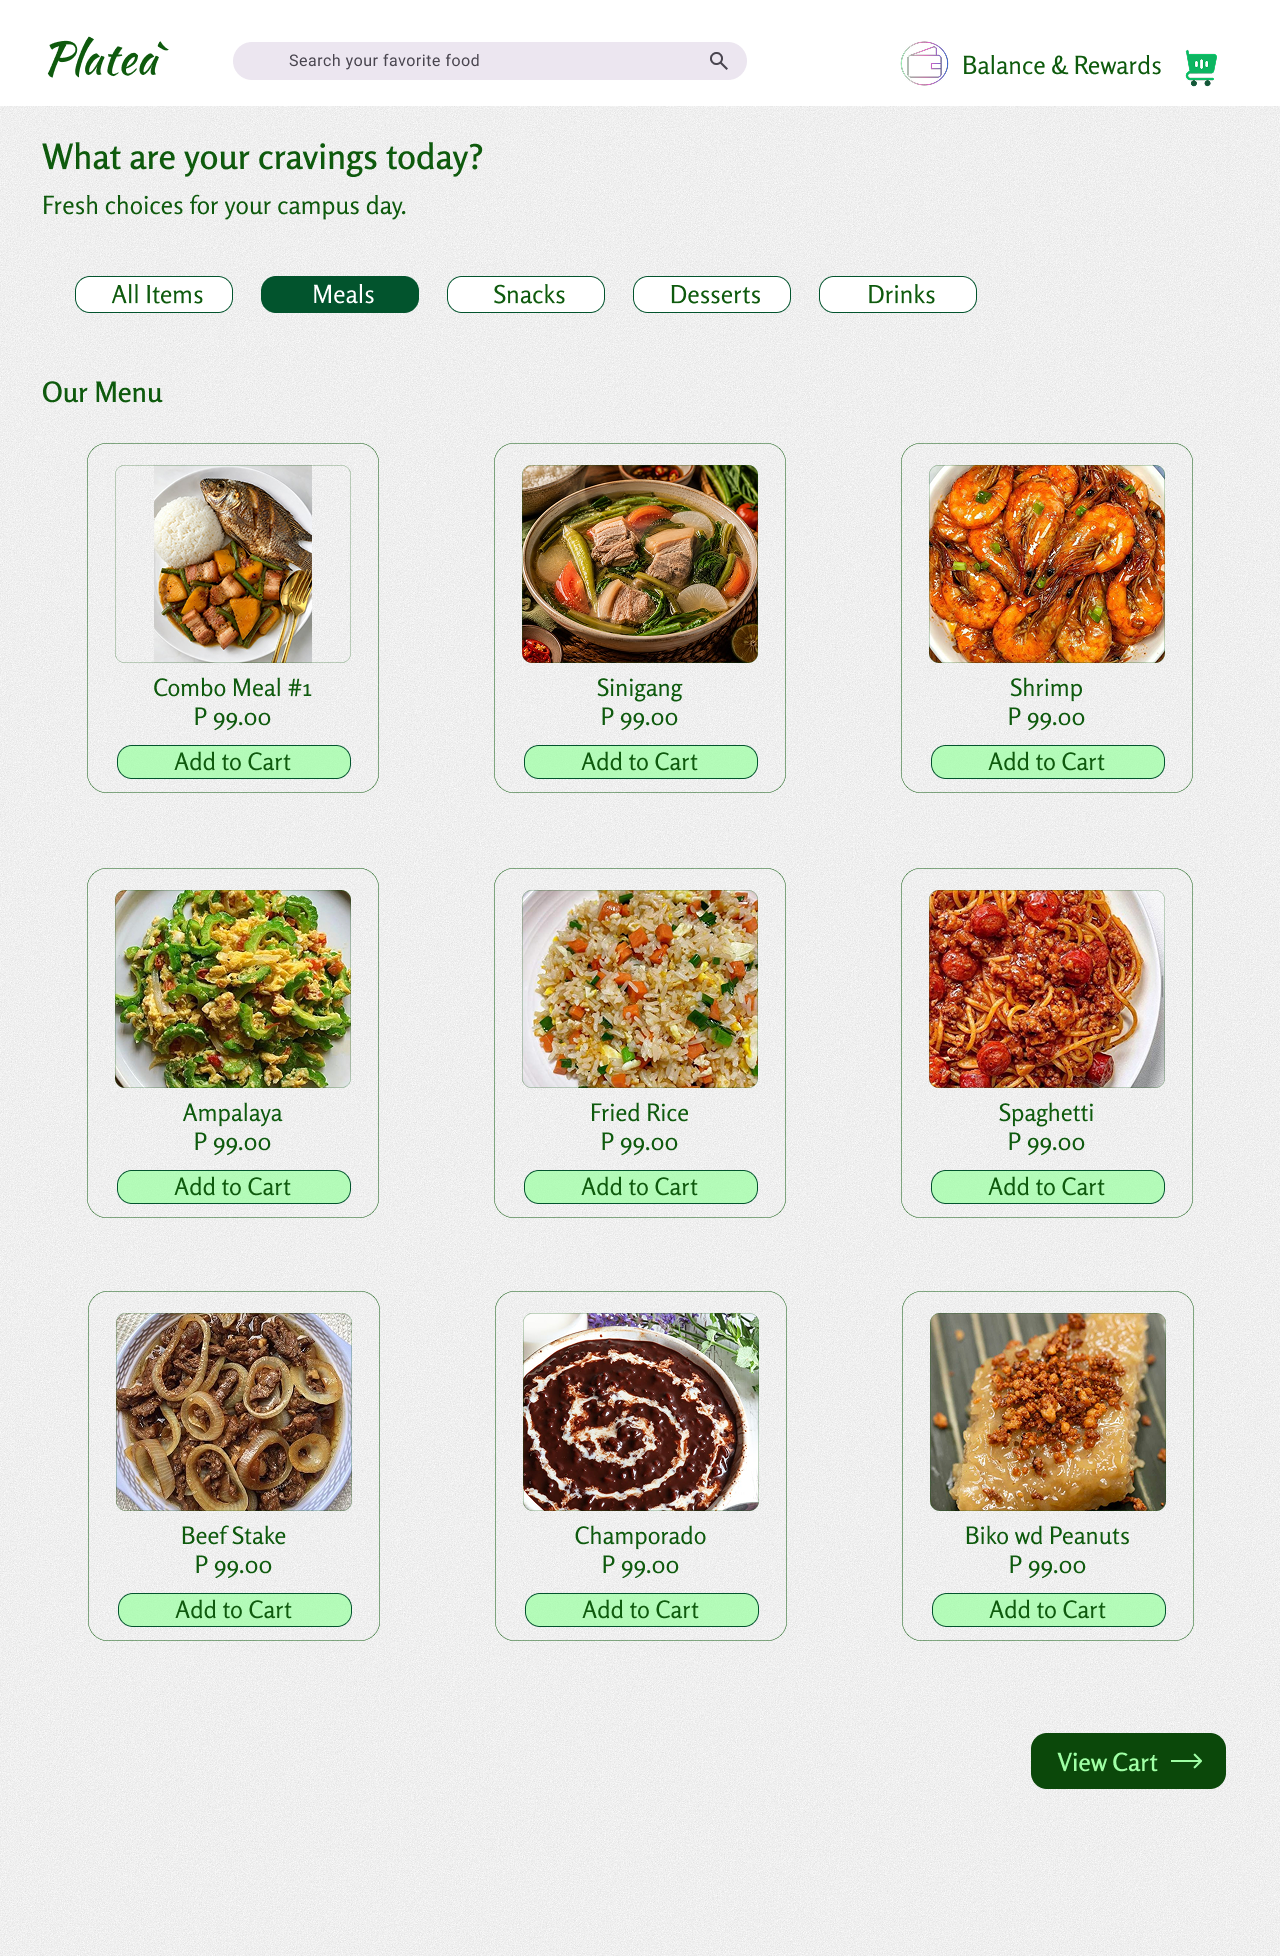 Platea`
Search your favorite food
Balance & Rewards
What are your cravings today?
Fresh choices for your campus day.
All Items
Meals
Snacks
Desserts
Drinks
Our Menu
Combo Meal #1
P 99.00
Add to Cart
Sinigang
P 99.00
Add to Cart
Shrimp
P 99.00
Add to Cart
Ampalaya
P 99.00
Add to Cart
Fried Rice
P 99.00
Add to Cart
Spaghetti
P 99.00
Add to Cart
Beef Stake
P 99.00
Add to Cart
Champorado
P 99.00
Add to Cart
Biko wd Peanuts
P 99.00
Add to Cart
View Cart